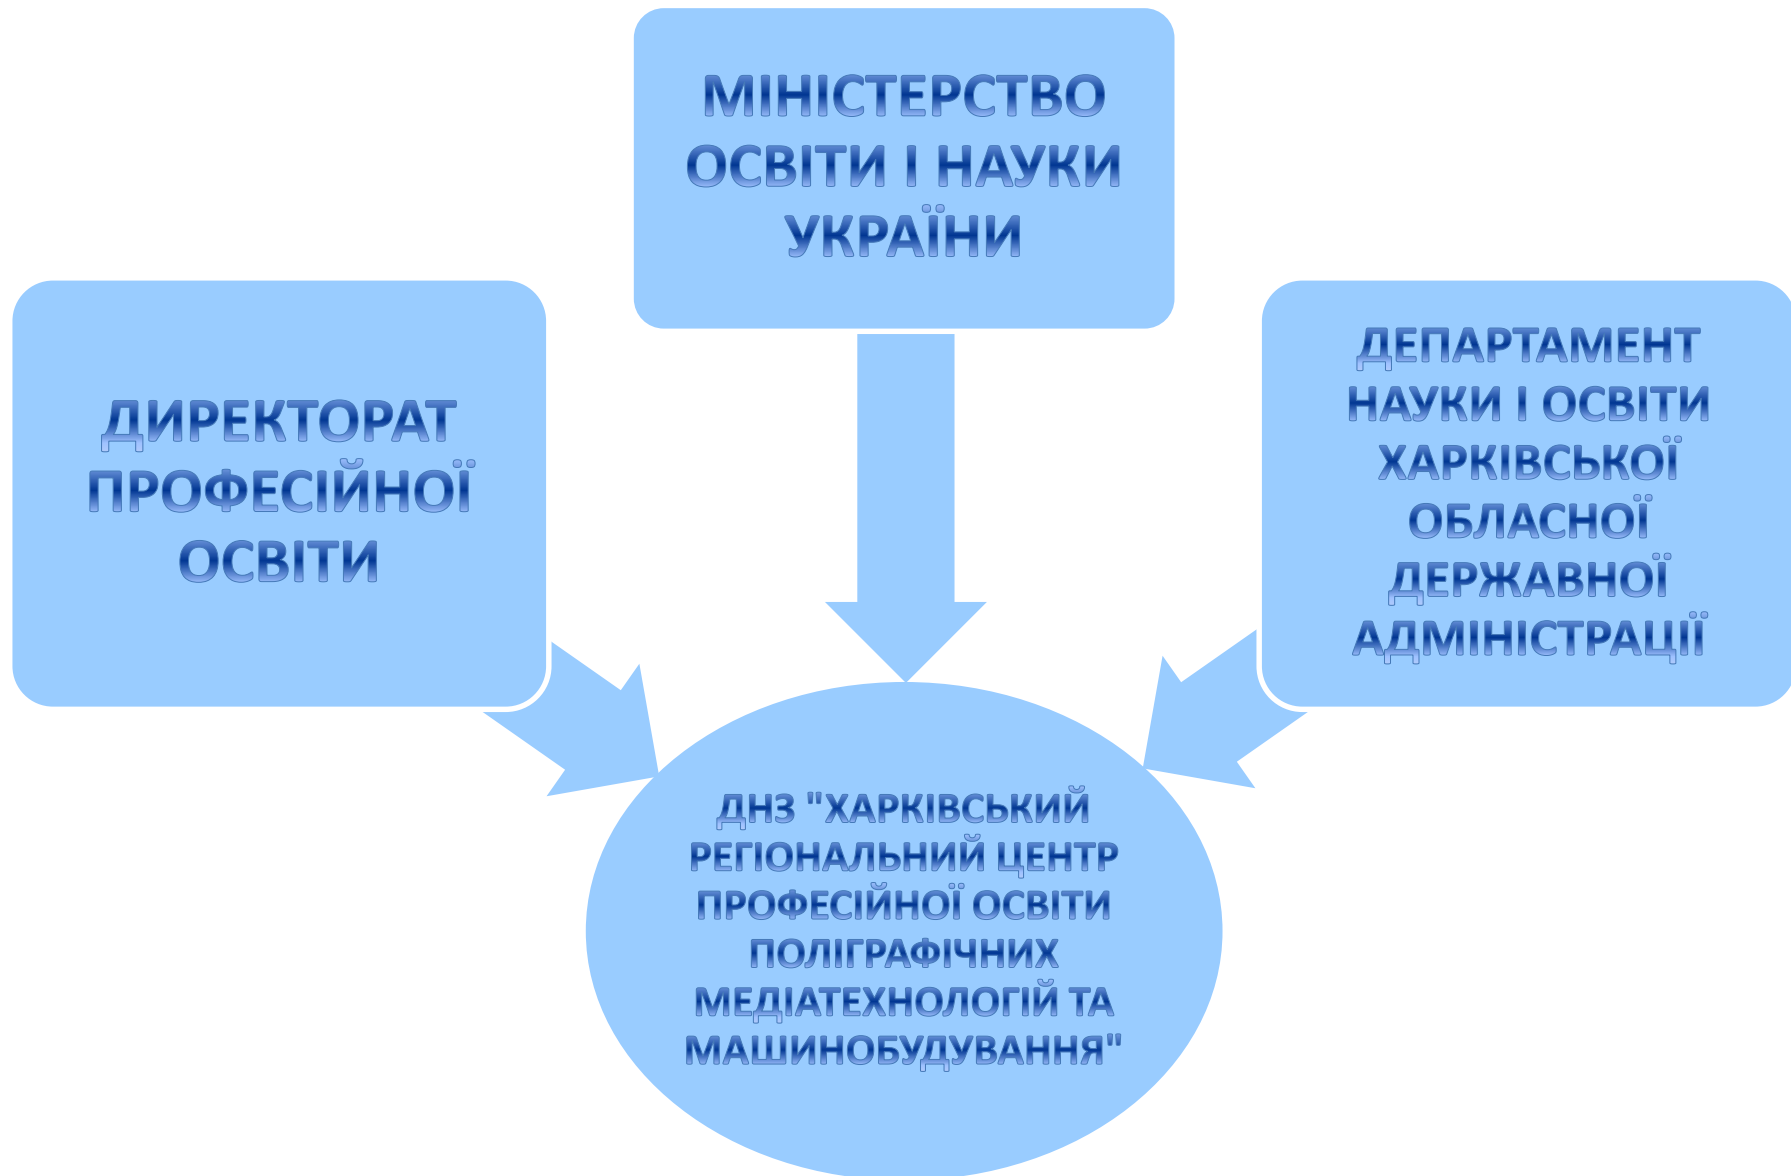 МІНІСТЕРСТВО
ОСВІТИ І НАУКИ
УКРАЇНИ
ДИРЕКТОРАТ
ПРОФЕСІЙНОЇ
ОСВІТИ
ДЕПАРТАМЕНТ
НАУКИ І ОСВІТИ
ХАРКІВСЬКОЇ
ОБЛАСНОЇ
ДЕРЖАВНОЇ
АДМІНІСТРАЦІЇ
ДНЗ "ХАРКІВСЬКИЙ
РЕГІОНАЛЬНИЙ ЦЕНТР
ПРОФЕСІЙНОЇ ОСВІТИ
ПОЛІГРАФІЧНИХ
МЕДІАТЕХНОЛОГІЙ ТА
МАШИНОБУДУВАННЯ"